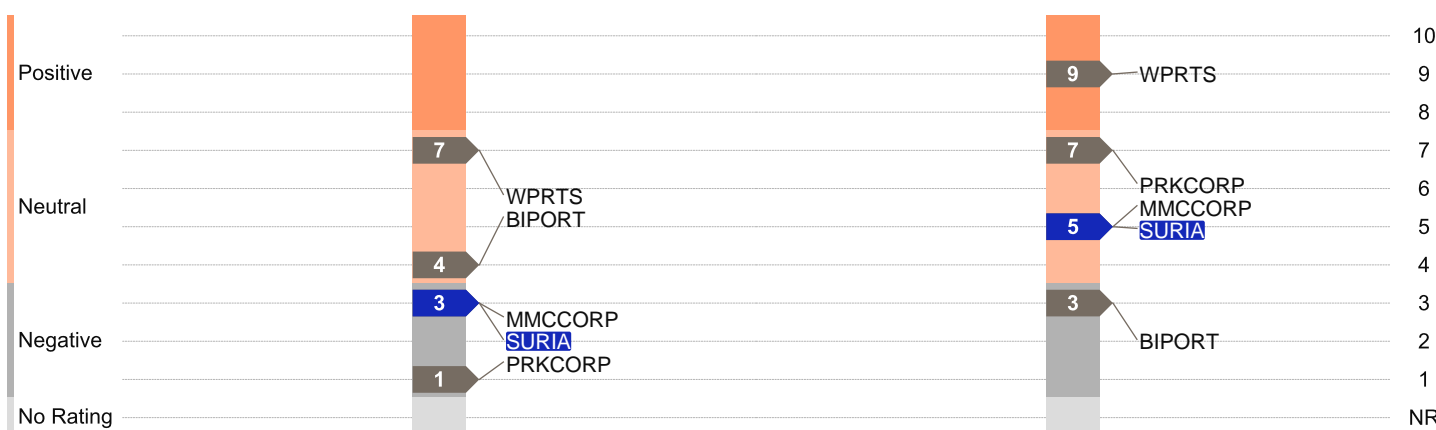 10
Positive
9
WPRTS
9
8
7
7
7
PRKCORP
6
WPRTS
Neutral
MMCCORP
BIPORT
5
SURIA
5
4
4
3
3
3
MMCCORP
Negative
SURIA
BIPORT
2
PRKCORP
1
1
No Rating
NR